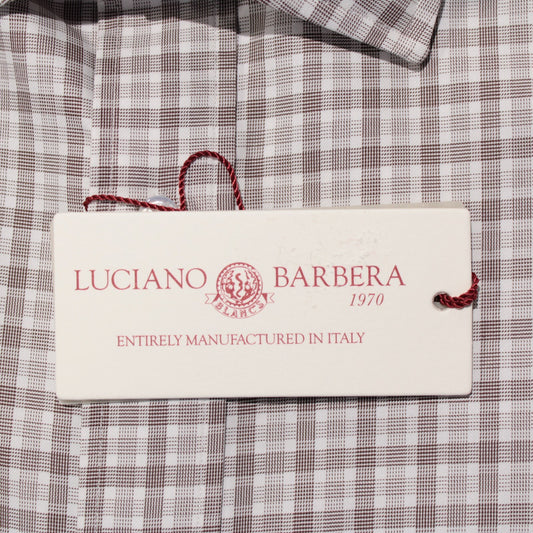 LUCIANO BARBERA
BLANCS
1970
ENTIRELY MANUFACTURED IN ITALY